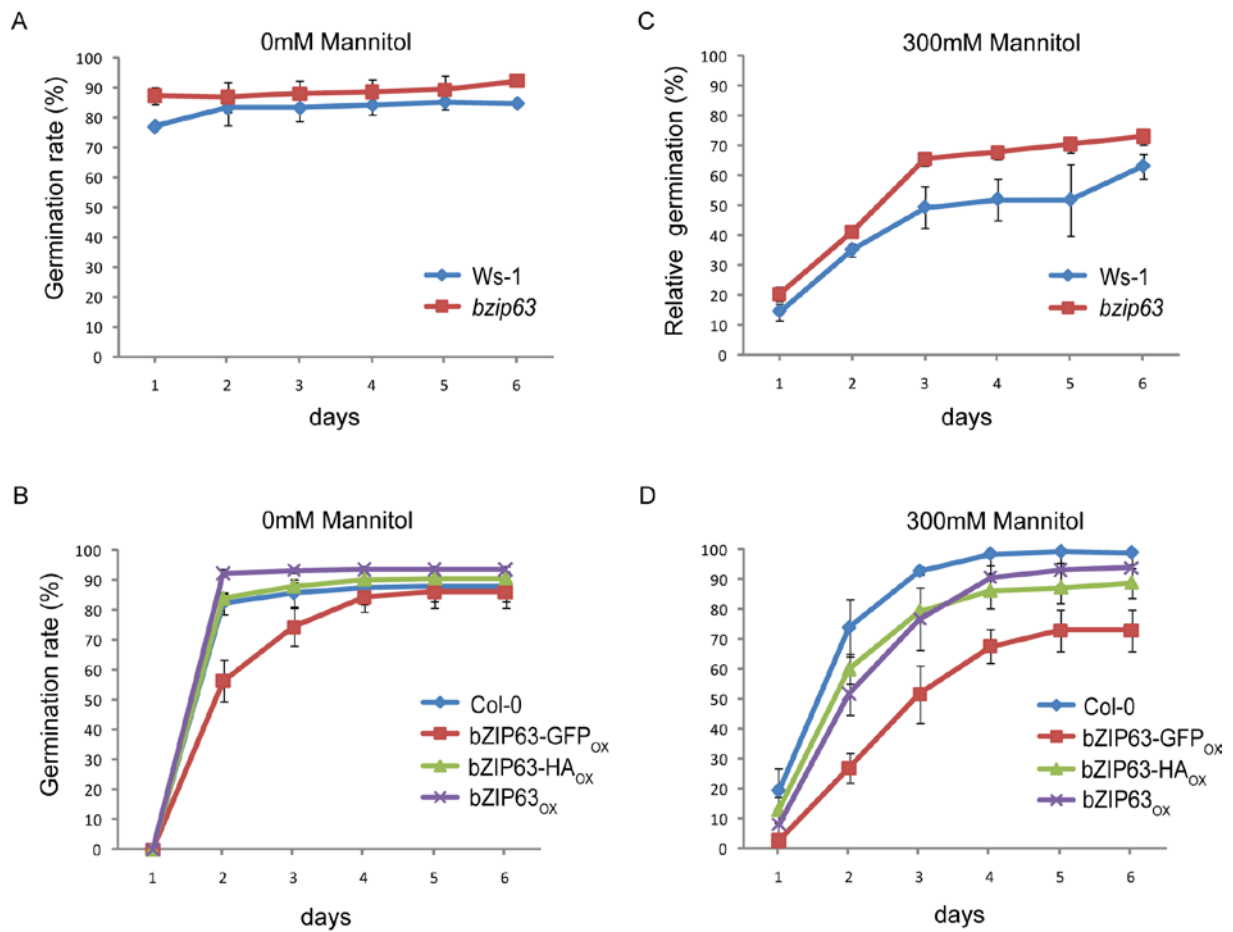 A
0mM Mannitol
Germination rate (%)
100
90
80
70
60
50
40
30
20
10
0
Ws-1
bzip63
1 2 3 4 5 6
days
C
300mM Mannitol
Relative germination (%)
100
90
80
70
60
50
40
30
20
10
0
Ws-1
bzip63
1 2 3 4 5 6
days
B
0mM Mannitol
Germination rate (%)
100
90
80
70
60
50
40
30
20
10
0
Col-0
bZIP63-GFPox
bZIP63-HAox
bZIP63ox
1 2 3 4 5 6
days
D
300mM Mannitol
100
90
80
70
60
50
40
30
20
10
0
Col-0
bZIP63-GFPox
bZIP63-HAox
bZIP63ox
1 2 3 4 5 6
days